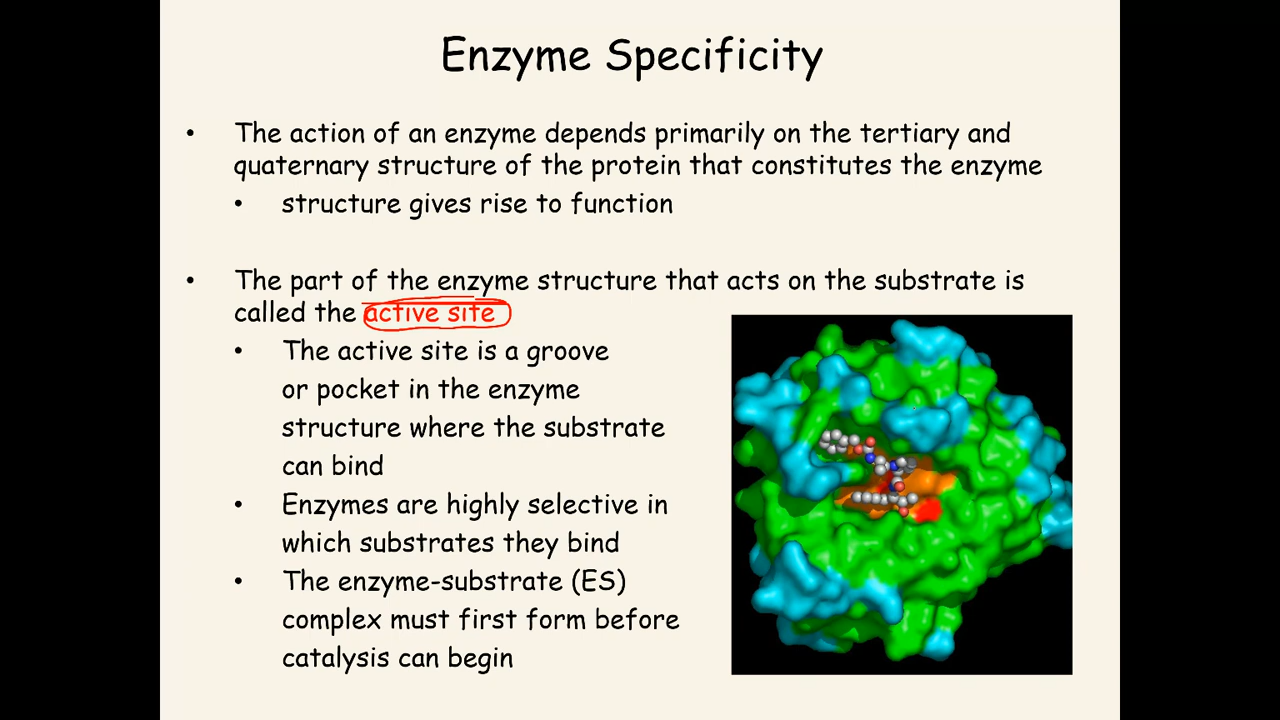 Enzyme Specificity
• The action of an enzyme depends primarily on the tertiary and
quaternary structure of the protein that constitutes the enzyme
• structure gives rise to function
• The part of the enzyme structure that acts on the substrate is
called the active site
• The active site is a groove
or pocket in the enzyme
structure where the substrate
can bind
• Enzymes are highly selective in
which substrates they bind
• The enzyme-substrate (ES)
complex must first form before
catalysis can begin